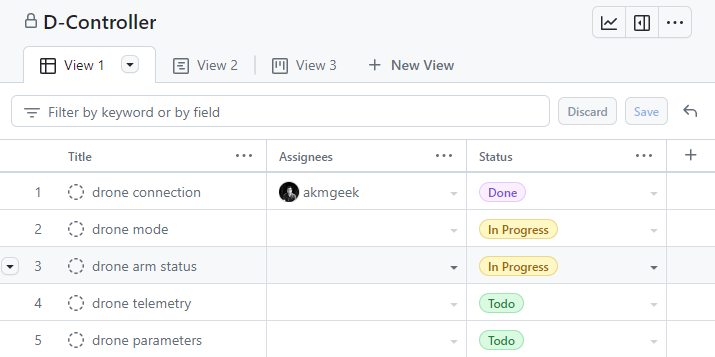 D-Controller
View 1 View 2 View 3 + New View
Filter by keyword or by field Discard Save
Title Assignees Status
1 drone connection akmgeek Done
2 drone mode In Progress
3 drone arm status In Progress
4 drone telemetry Todo
5 drone parameters Todo